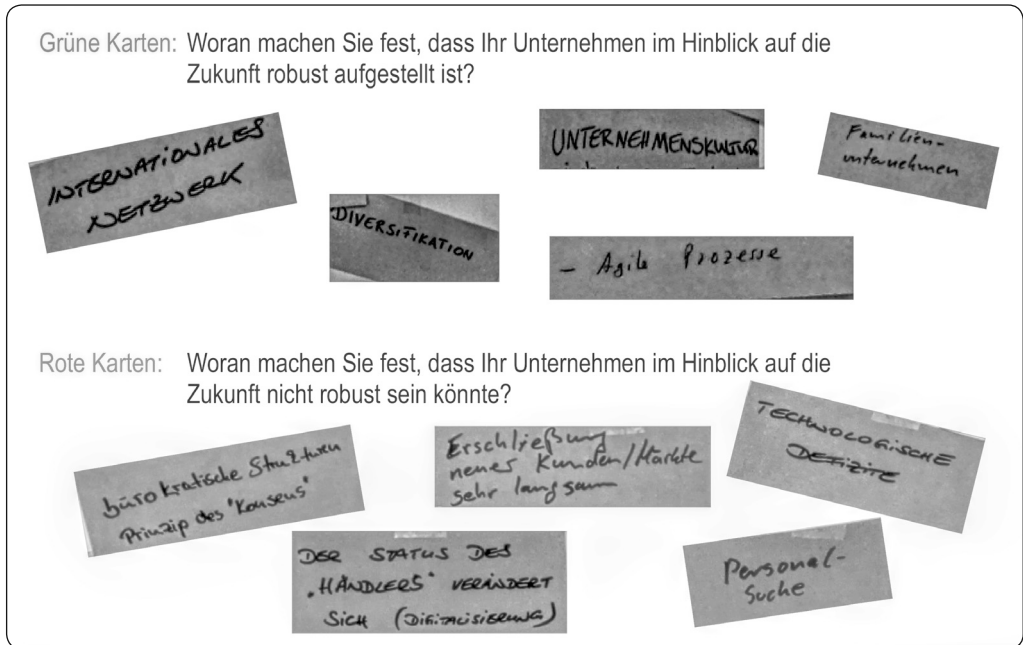 Grüne Karten: Woran machen Sie fest, dass Ihr Unternehmen im Hinblick auf die
Zukunft robust aufgestellt ist?
INTERNATIONALES
NETZWERK
DIVERSIFIKATION
UNTERNEHMENSKULTUR
- Agile Prozesse
Familien-
unternehmen
Rote Karten: Woran machen Sie fest, dass Ihr Unternehmen im Hinblick auf die
Zukunft nicht robust sein könnte?
bürokratische Strukturen
Prinzip des "Konsens"
Erschließung
neuer Kunden/Märkte
sehr langsam
TECHNOLOGISCHE
DEFIZITE
DER STATUS DES
"HÄNDLERS" VERÄNDERT
SICH (DIGITALISIERUNG)
Personal-
suche